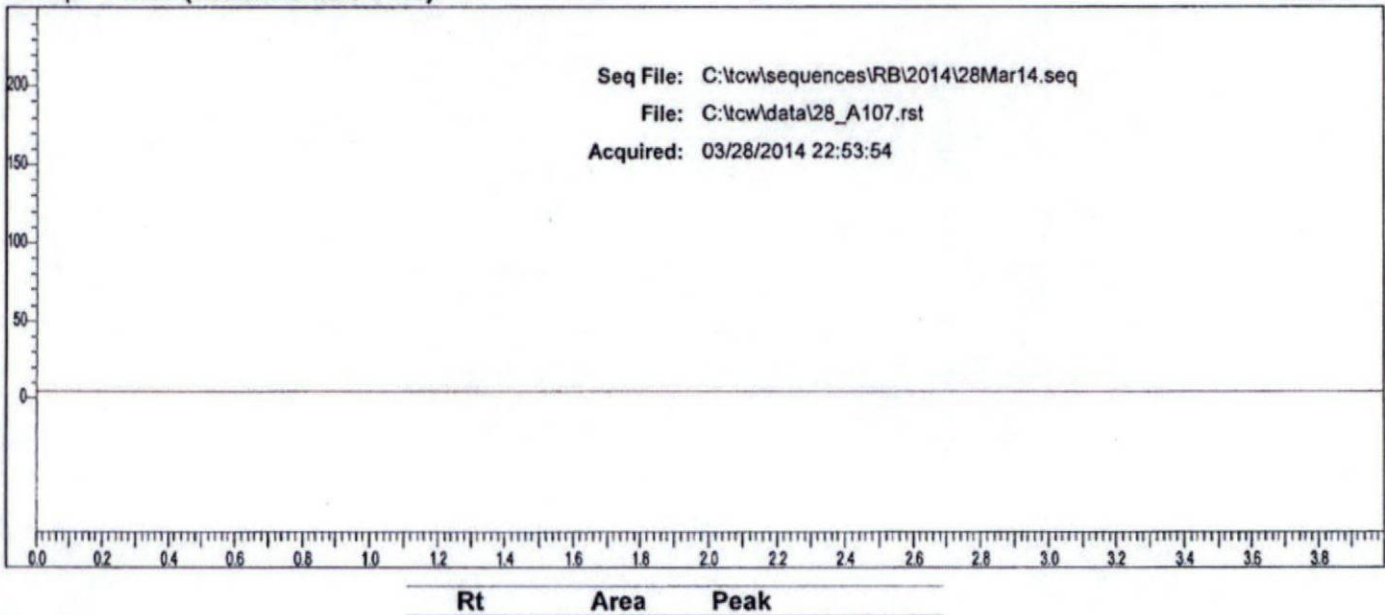 Seq File: C:\tcw\sequences\RB\2014\28Mar14.seq
File: C:\tcw\data\28_A107.rst
Acquired: 03/28/2014 22:53:54
200
150
100
50
0
0.0 0.2 0.4 0.6 0.8 1.0 1.2 1.4 1.6 1.8 2.0 2.2 2.4 2.6 2.8 3.0 3.2 3.4 3.6 3.8
Rt Area Peak